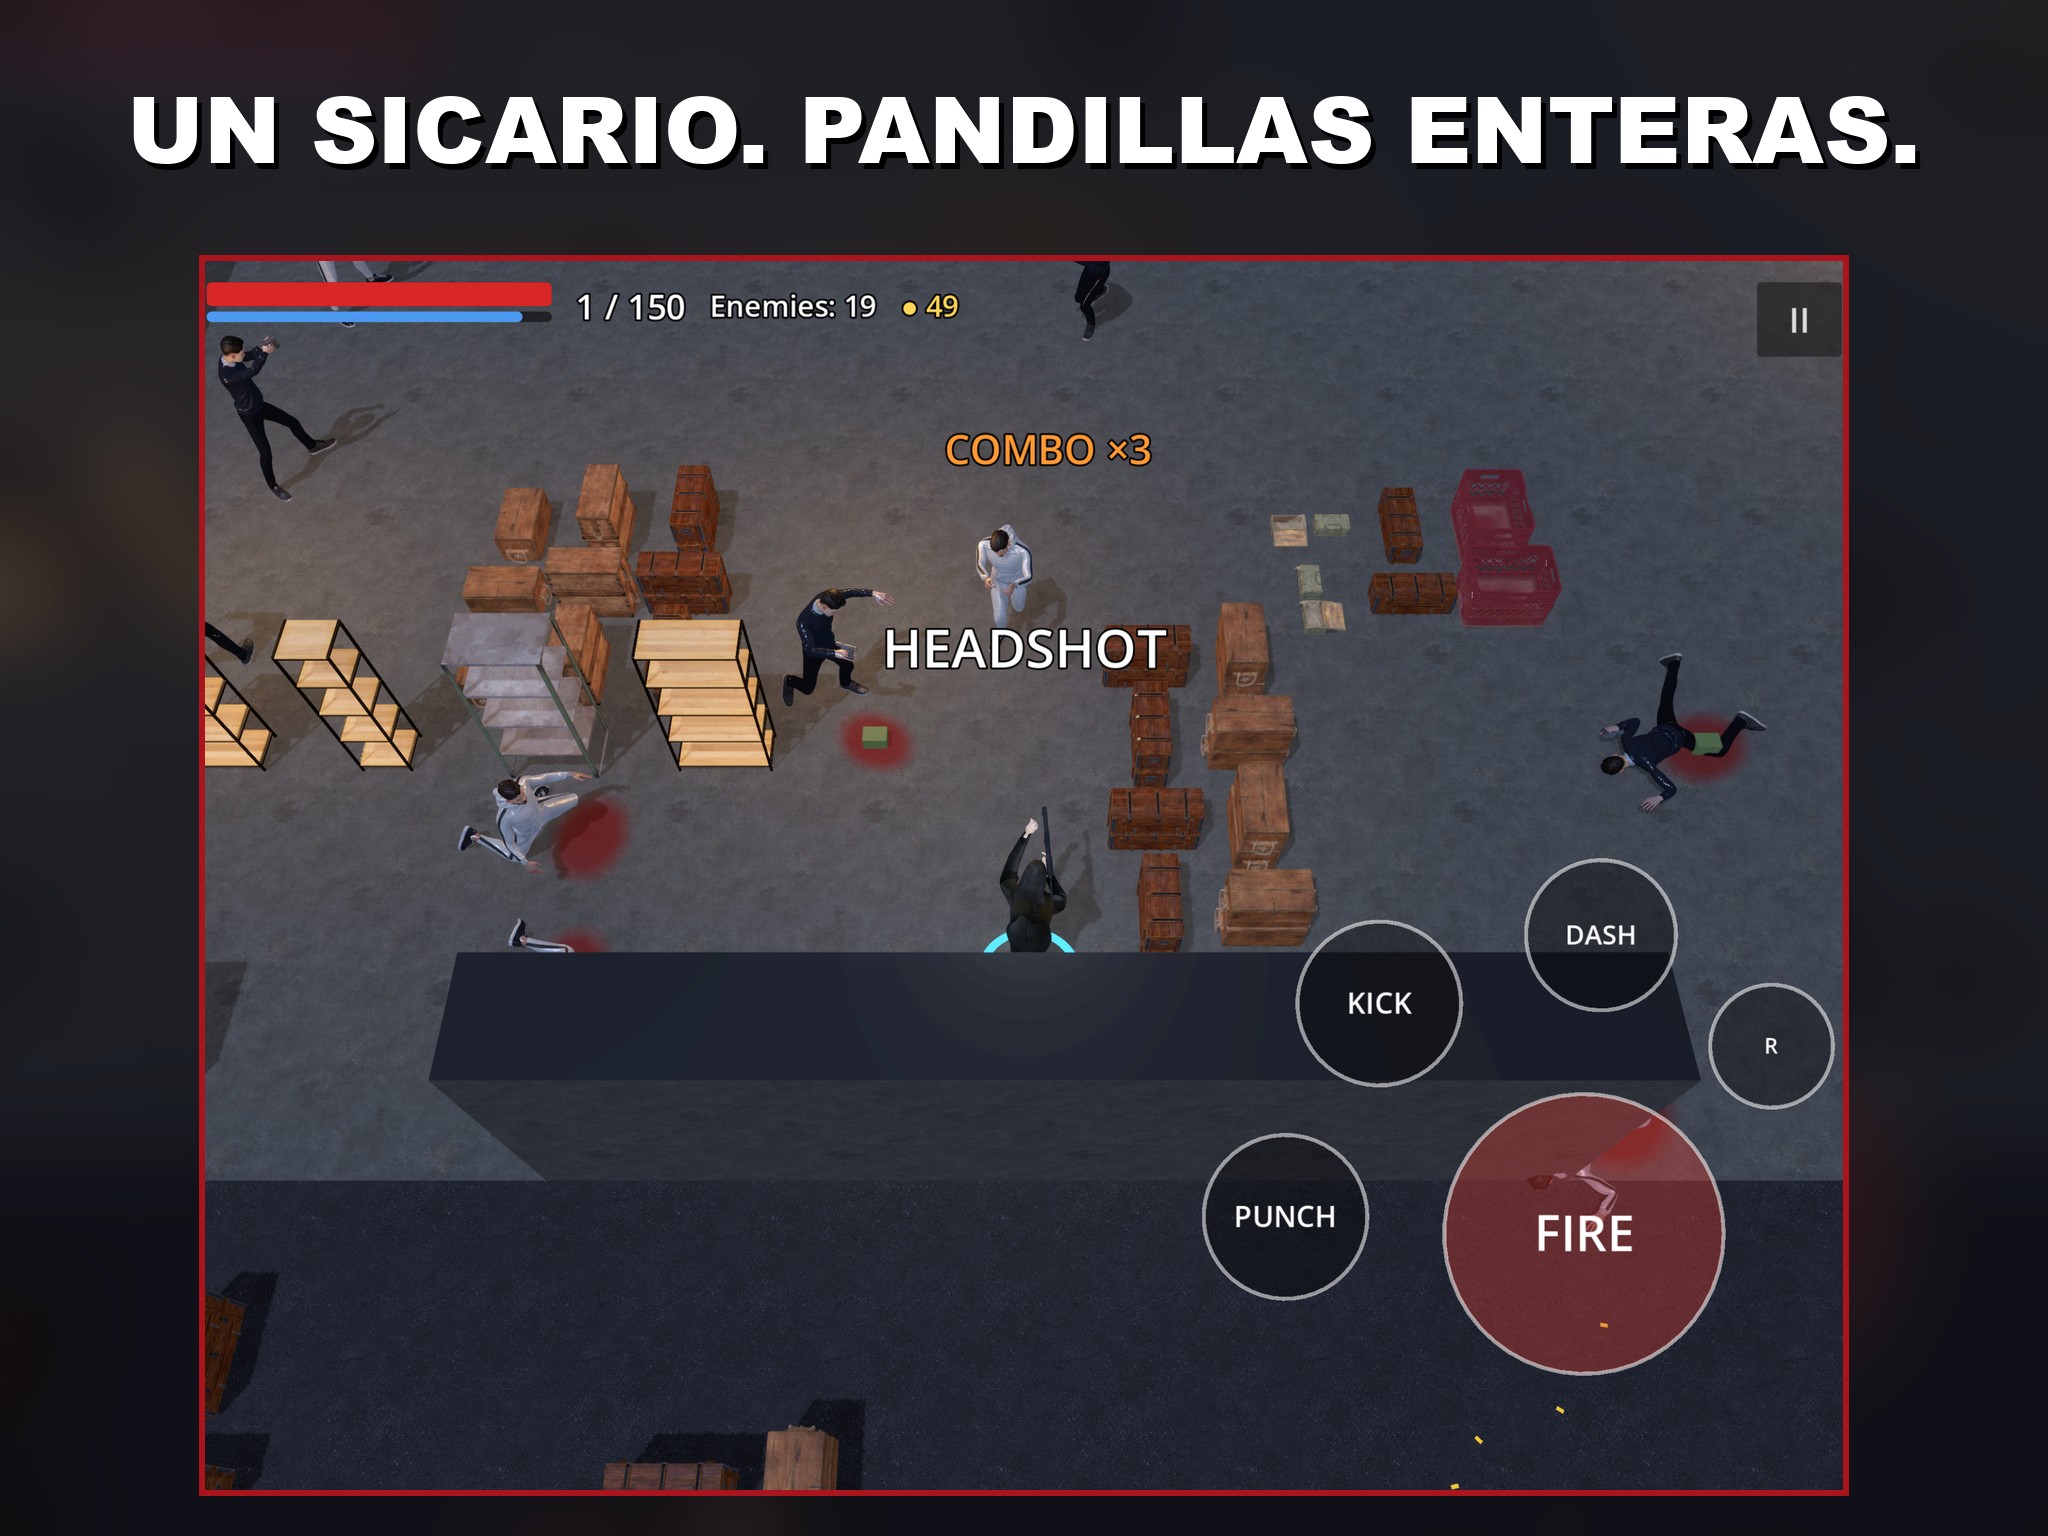 UN SICARIO. PANDILLAS ENTERAS.
1 / 150 Enemies: 19 49
COMBO ×3
HEADSHOT
DASH
KICK
R
PUNCH
FIRE